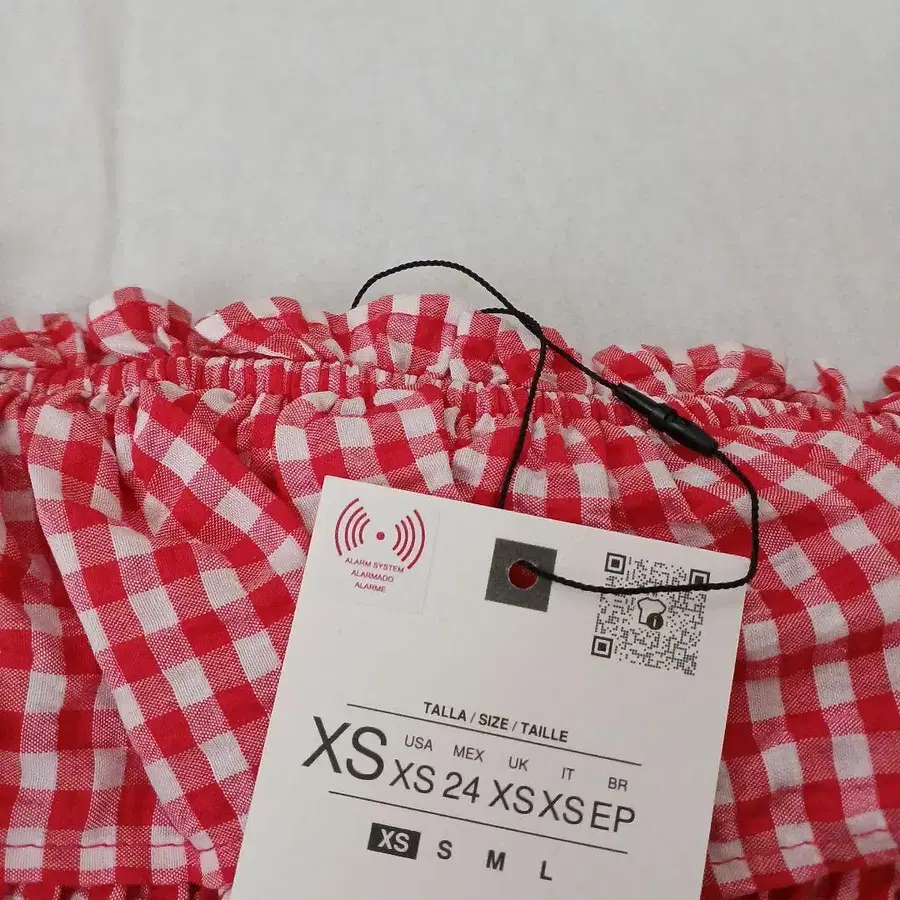 ALARM SYSTEM
ALARMADO
ALARME
TALLA / SIZE / TAILLE
XS
USA MEX UK IT BR
XS 24 XS XS EP
XS S M L